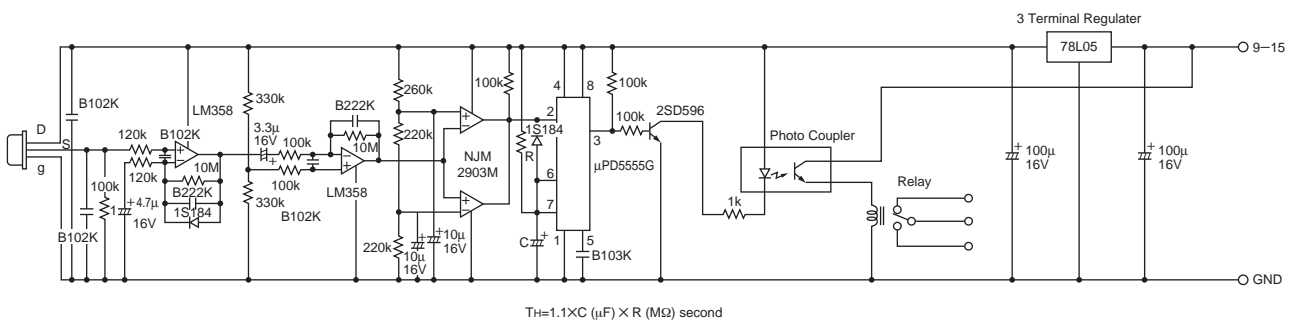 3 Terminal Regulater
78L05
9–15
4
8
100k
100k
B102K
LM358
330k
260k
B222K
2SD596
D
S
g
120k
B102K
3.3µ
16V
+
100k
10M
220k
2
1S184
3
100k
Photo Coupler
100µ
16V
100µ
16V
120k
10M
100k
LM358
NJM
2903M
R
µPD5555G
Relay
100k
1
4.7µ
16V
B222K
1S184
330k
B102K
6
7
1k
B102K
220k
10µ
16V
10µ
16V
C
1
5
B103K
GND
TH=1.1×C (µF) × R (MΩ) second